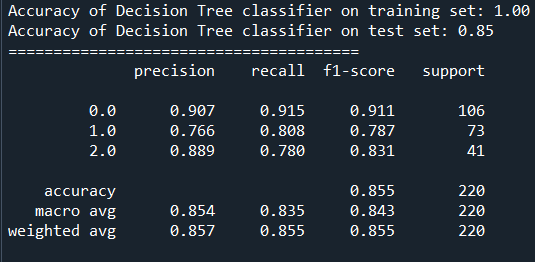 Accuracy of Decision Tree classifier on training set: 1.00
Accuracy of Decision Tree classifier on test set: 0.85
=======================================
precision recall f1-score support
0.0 0.907 0.915 0.911 106
1.0 0.766 0.808 0.787 73
2.0 0.889 0.780 0.831 41
accuracy 0.855 220
macro avg 0.854 0.835 0.843 220
weighted avg 0.857 0.855 0.855 220